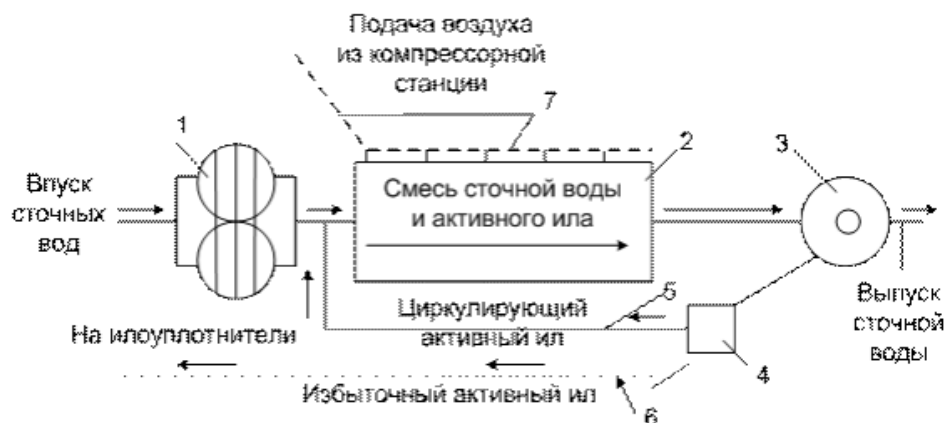 Подача воздуха
из компрессорной
станции
7
1
2
3
Впуск
сточных
вод
Смесь сточной воды
и активного ила
5
Циркулирующий
активный ил
На илоуплотнители
Выпуск
сточной
воды
4
Избыточный активный ил
6